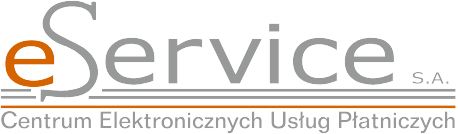 eService S.A.
Centrum Elektronicznych Usług Płatniczych